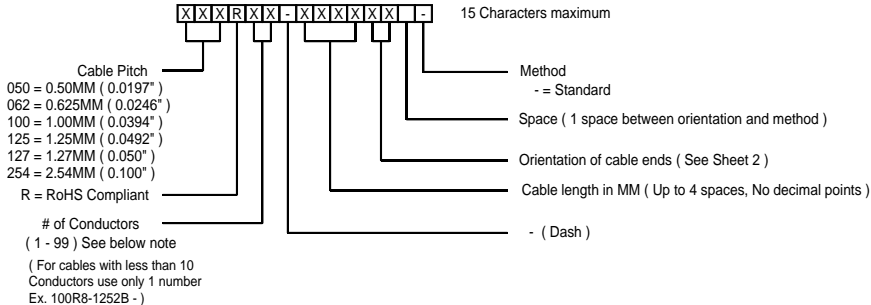 XXXRXX-XXXXXX -
15 Characters maximum
Cable Pitch
050 = 0.50MM ( 0.0197" )
062 = 0.625MM ( 0.0246" )
100 = 1.00MM ( 0.0394" )
125 = 1.25MM ( 0.0492" )
127 = 1.27MM ( 0.050" )
254 = 2.54MM ( 0.100" )
R = RoHS Compliant
# of Conductors
( 1 - 99 ) See below note
( For cables with less than 10
Conductors use only 1 number
Ex. 100R8-1252B - )
Method
- = Standard
Space ( 1 space between orientation and method )
Orientation of cable ends ( See Sheet 2 )
Cable length in MM ( Up to 4 spaces, No decimal points )
- ( Dash )